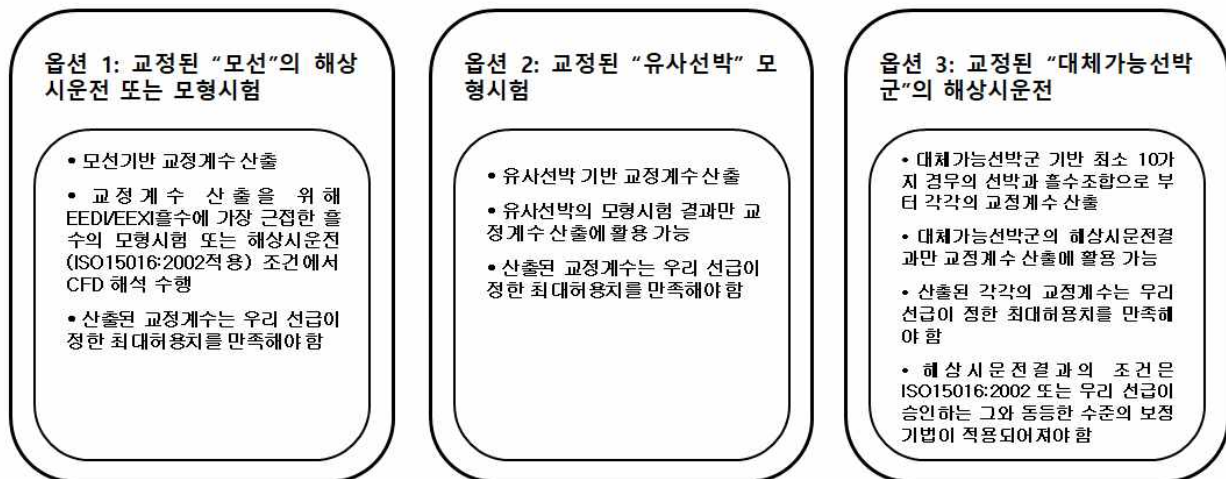 옵션 1: 교정된 “모선”의 해상
시운전 또는 모형시험
• 모선기반 교정계수 산출
• 교정계수 산출을 위해
EEDI/EEXI흘수에 가장 근접한 흘
수의 모형시험 또는 해상시운전
(ISO15016:2002적용) 조건에서
CFD 해석 수행
• 산출된 교정계수는 우리 선급이
정한 최대허용치를 만족해야 함
옵션 2: 교정된 “유사선박” 모
형시험
• 유사선박 기반 교정계수 산출
• 유사선박의 모형시험 결과만 교
정계수 산출에 활용 가능
• 산출된 교정계수는 우리 선급이
정한 최대허용치를 만족해야 함
옵션 3: 교정된 “대체가능선박
군”의 해상시운전
• 대체가능선박군 기반 최소 10가
지 경우의 선박과 흘수조합으로 부
터 각각의 교정계수 산출
• 대체가능선박군의 해상시운전결
과만 교정계수 산출에 활용 가능
• 산출된 각각의 교정계수는 우리
선급이 정한 최대허용치를 만족해
야 함
• 해상시운전결과의 조건은
ISO15016:2002 또는 우리 선급이
승인하는 그와 동등한 수준의 보정
기법이 적용되어져야 함